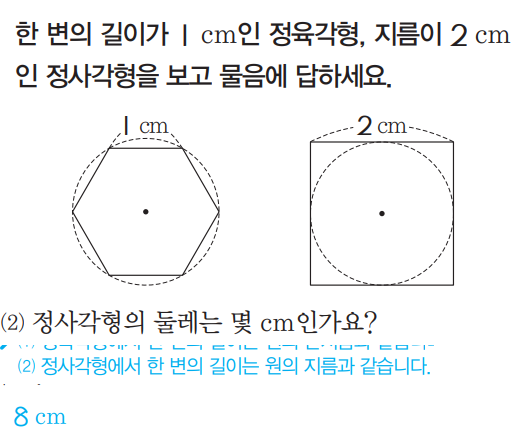 한 변의 길이가 1 cm인 정육각형, 지름이 2 cm
인 정사각형을 보고 물음에 답하세요.
1 cm
2 cm
(2) 정사각형의 둘레는 몇 cm인가요?
(2) 정사각형에서 한 변의 길이는 원의 지름과 같습니다.
8 cm